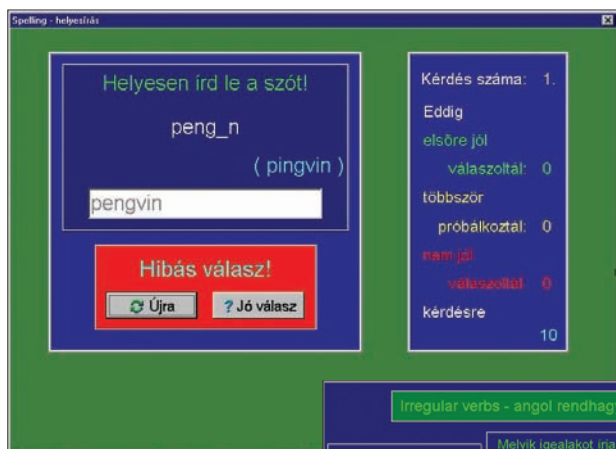 Spelling - helyesírás
Helyesen írd le a szót!
peng_n
( pingvin )
pengvin
Hibás válasz!
Újra
? Jó válasz
Kérdés száma: 1.
Eddig
elsőre jól
válaszoltál: 0
többször
próbálkoztál: 0
nem jól
válaszoltál 0
kérdésre
10
Irregular verbs - angol rendhagy
Melyik igealakot írja